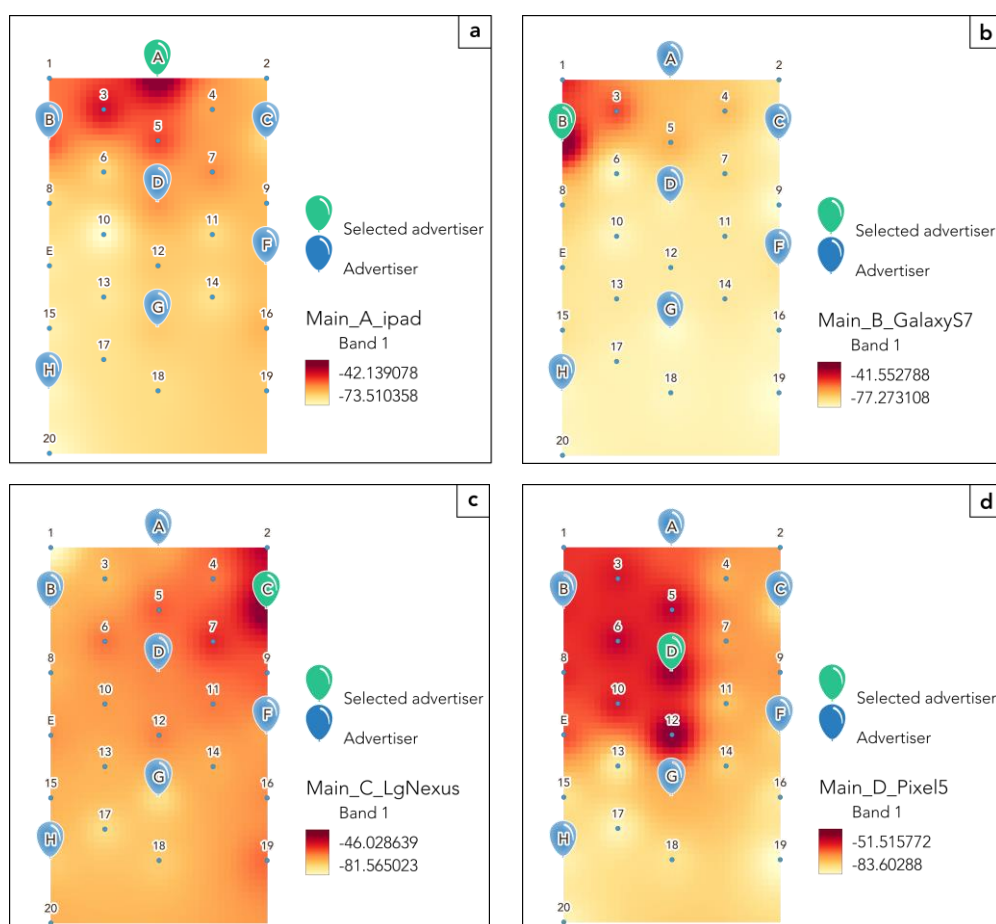 a
A
1
2
3
4
B
C
5
6
7
D
8
9
10
11
F
E
12
13
14
G
15
16
17
H
18
19
20
Selected advertiser
Advertiser
Main_A_ipad
Band 1
-42.139078
-73.510358
b
A
1
2
3
4
B
C
5
6
7
D
8
9
10
11
F
E
12
13
14
G
15
16
17
H
18
19
20
Selected advertiser
Advertiser
Main_B_GalaxyS7
Band 1
-41.552788
-77.273108
c
A
1
2
3
4
B
C
5
6
7
D
8
9
10
11
F
E
12
13
14
G
15
16
17
H
18
19
20
Selected advertiser
Advertiser
Main_C_LgNexus
Band 1
-46.028639
-81.565023
d
A
1
2
3
4
B
C
5
6
7
D
8
9
10
11
F
E
12
13
14
G
15
16
17
H
18
19
20
Selected advertiser
Advertiser
Main_D_Pixel5
Band 1
-51.515772
-83.60288